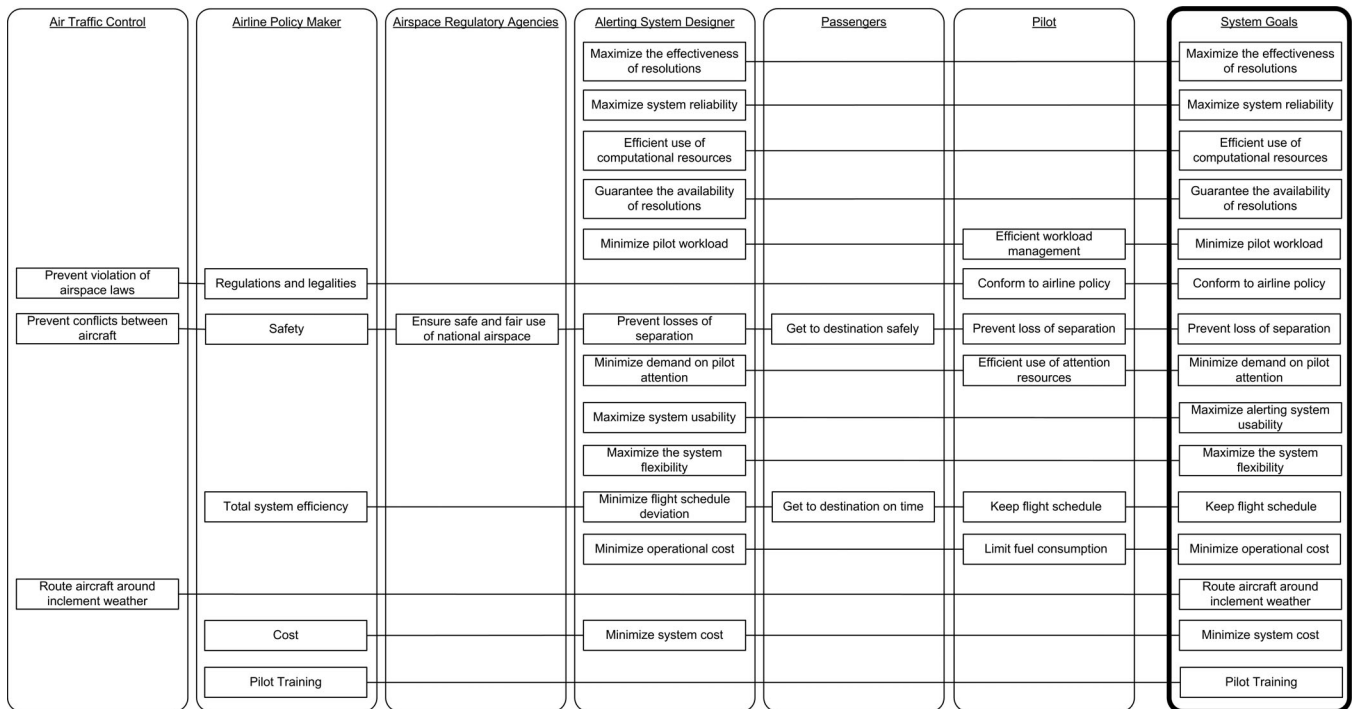 Air Traffic Control
Airline Policy Maker
Airspace Regulatory Agencies
Alerting System Designer
Passengers
Pilot
System Goals
Maximize the effectiveness
of resolutions
Maximize the effectiveness
of resolutions
Maximize system reliability
Maximize system reliability
Efficient use of
computational resources
Efficient use of
computational resources
Guarantee the availability
of resolutions
Guarantee the availability
of resolutions
Minimize pilot workload
Efficient workload
management
Minimize pilot workload
Prevent violation of
airspace laws
Regulations and legalities
Conform to airline policy
Conform to airline policy
Prevent conflicts between
aircraft
Safety
Ensure safe and fair use
of national airspace
Prevent losses of
separation
Get to destination safely
Prevent loss of separation
Prevent loss of separation
Minimize demand on pilot
attention
Efficient use of attention
resources
Minimize demand on pilot
attention
Maximize system usability
Maximize alerting system
usability
Maximize the system
flexibility
Maximize the system
flexibility
Total system efficiency
Minimize flight schedule
deviation
Get to destination on time
Keep flight schedule
Keep flight schedule
Minimize operational cost
Limit fuel consumption
Minimize operational cost
Route aircraft around
inclement weather
Route aircraft around
inclement weather
Cost
Minimize system cost
Minimize system cost
Pilot Training
Pilot Training